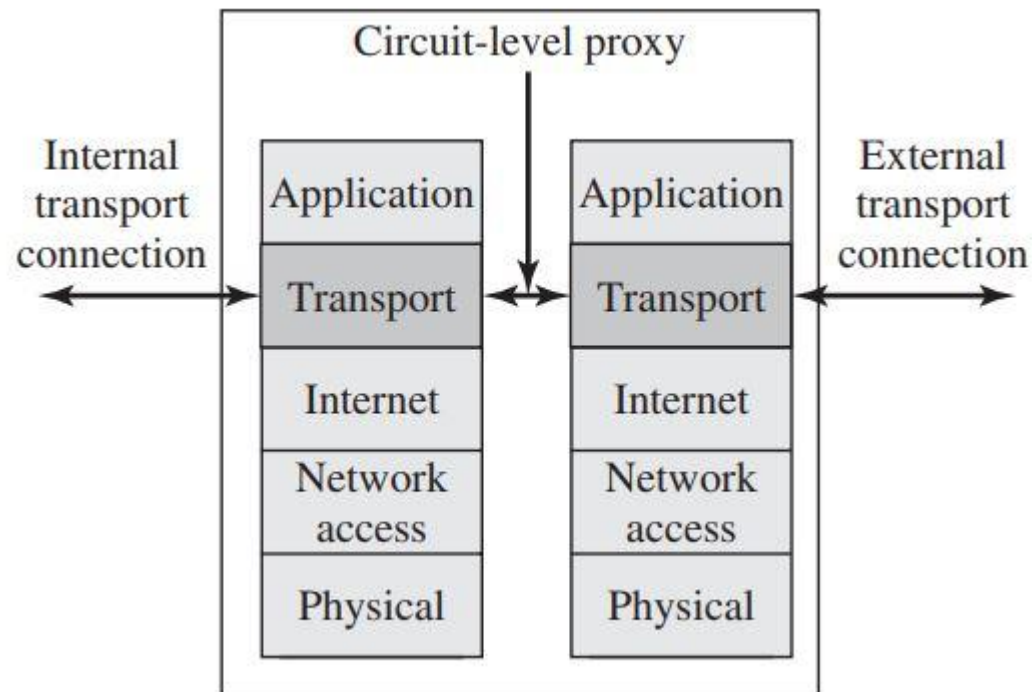 Circuit-level proxy
Internal
transport
connection
External
transport
connection
Application
Transport
Internet
Network
access
Physical
Application
Transport
Internet
Network
access
Physical